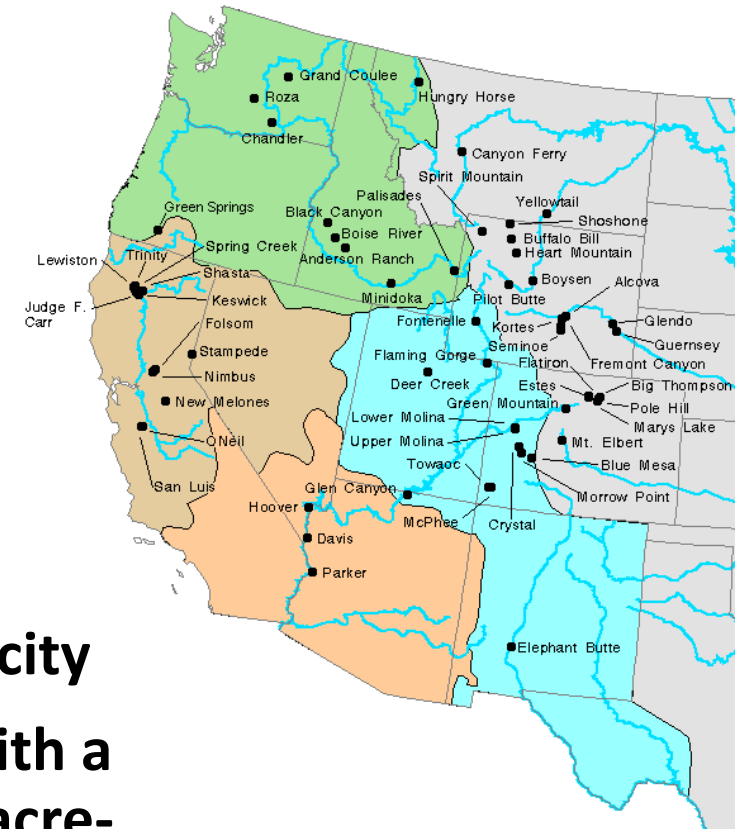 Grand Coulee
Roza
Hungry Horse
Chandler
Canyon Ferry
Spirit Mountain
Palisades
Yellowtail
Green Springs
Black Canyon
Shoshone
Boise River
Buffalo Bill
Spring Creek
Heart Mountain
Trinity
Anderson Ranch
Lewiston
Shasta
Boysen
Alcova
Minidoka
Pilot Butte
Keswick
Judge F.
Carr
Folsom
Fontenelle
Kortes
Glendo
Seminoe
Guernsey
Stampede
Flaming Gorge
Flatiron
Fremont Canyon
Nimbus
Deer Creek
Estes
Big Thompson
New Melones
Green Mountain
Pole Hill
Lower Molina
Marys Lake
ONeil
Upper Molina
Mt. Elbert
Towaoc
Blue Mesa
San Luis
Glen Canyon
Morrow Point
Hoover
McPhee
Crystal
Davis
Parker
Elephant Butte
city
ith a
acre-